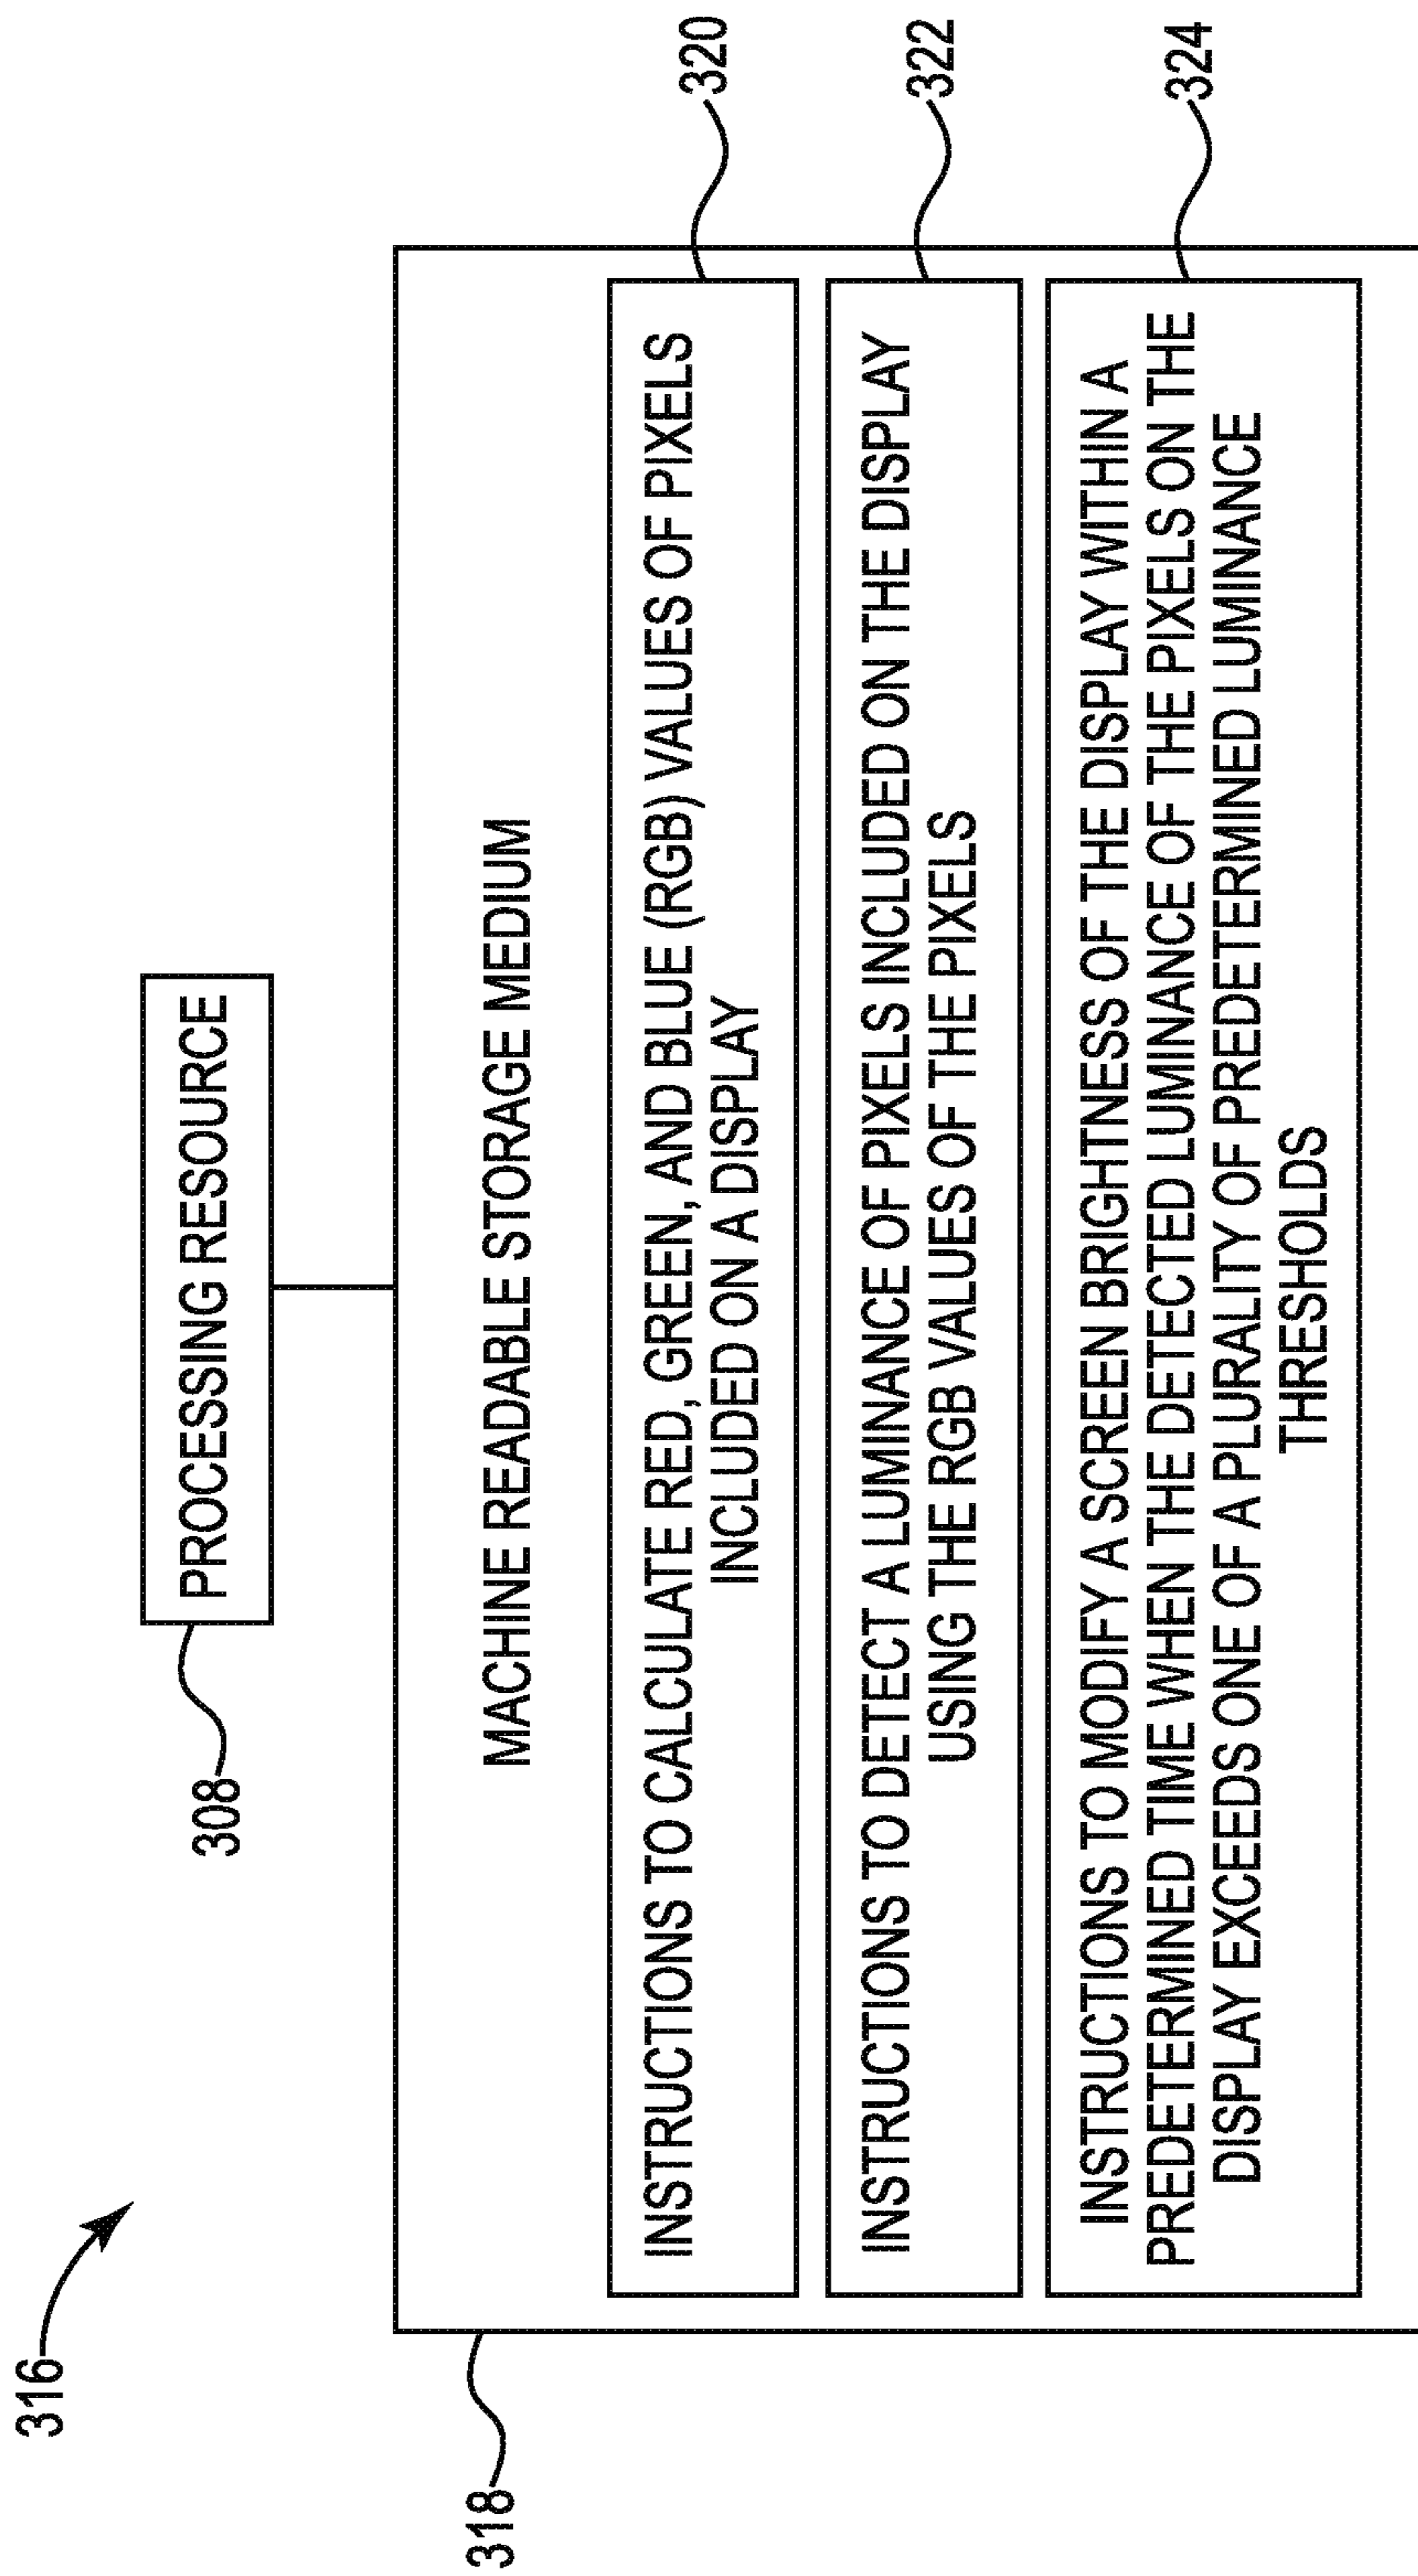 316
308
PROCESSING RESOURCE
318
MACHINE READABLE STORAGE MEDIUM
INSTRUCTIONS TO CALCULATE RED, GREEN, AND BLUE (RGB) VALUES OF PIXELS
INCLUDED ON A DISPLAY
320
INSTRUCTIONS TO DETECT A LUMINANCE OF PIXELS INCLUDED ON THE DISPLAY
USING THE RGB VALUES OF THE PIXELS
322
INSTRUCTIONS TO MODIFY A SCREEN BRIGHTNESS OF THE DISPLAY WITHIN A
PREDETERMINED TIME WHEN THE DETECTED LUMINANCE OF THE PIXELS ON THE
DISPLAY EXCEEDS ONE OF A PLURALITY OF PREDETERMINED LUMINANCE
THRESHOLDS
324